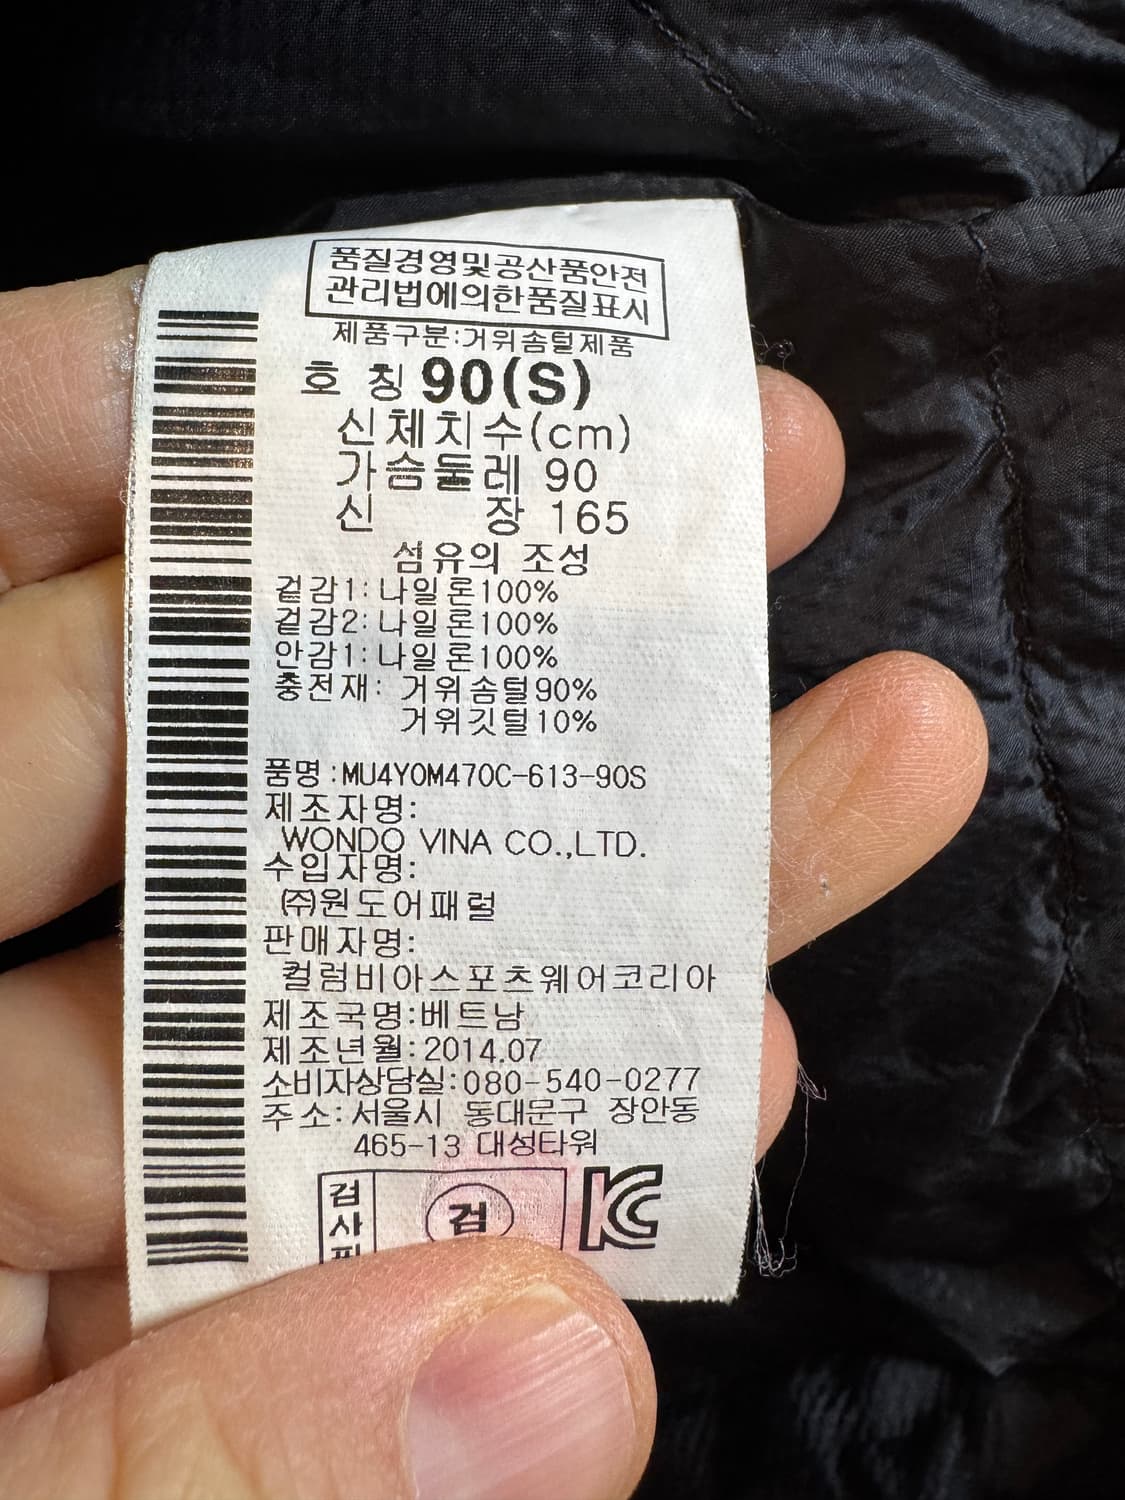 품질경영및공산품안전
관리법에의한품질표시
제품구분:거위솜털제품
호 칭 90(S)
신체치수(cm)
가슴둘레 90
신 장 165
섬유의 조성
겉감1:나일론100%
겉감2:나일론100%
안감1:나일론100%
충전재: 거위솜털90%
거위깃털10%
품명:MU4Y0M470C-613-90S
제조자명:
WONDO VINA CO.,LTD.
수입자명:
㈜원도어패럴
판매자명:
컬럼비아스포츠웨어코리아
제조국명:베트남
제조년월:2014.07
소비자상담실:080-540-0277
주소:서울시 동대문구 장안동
465-13 대성타워
검사
검
KC